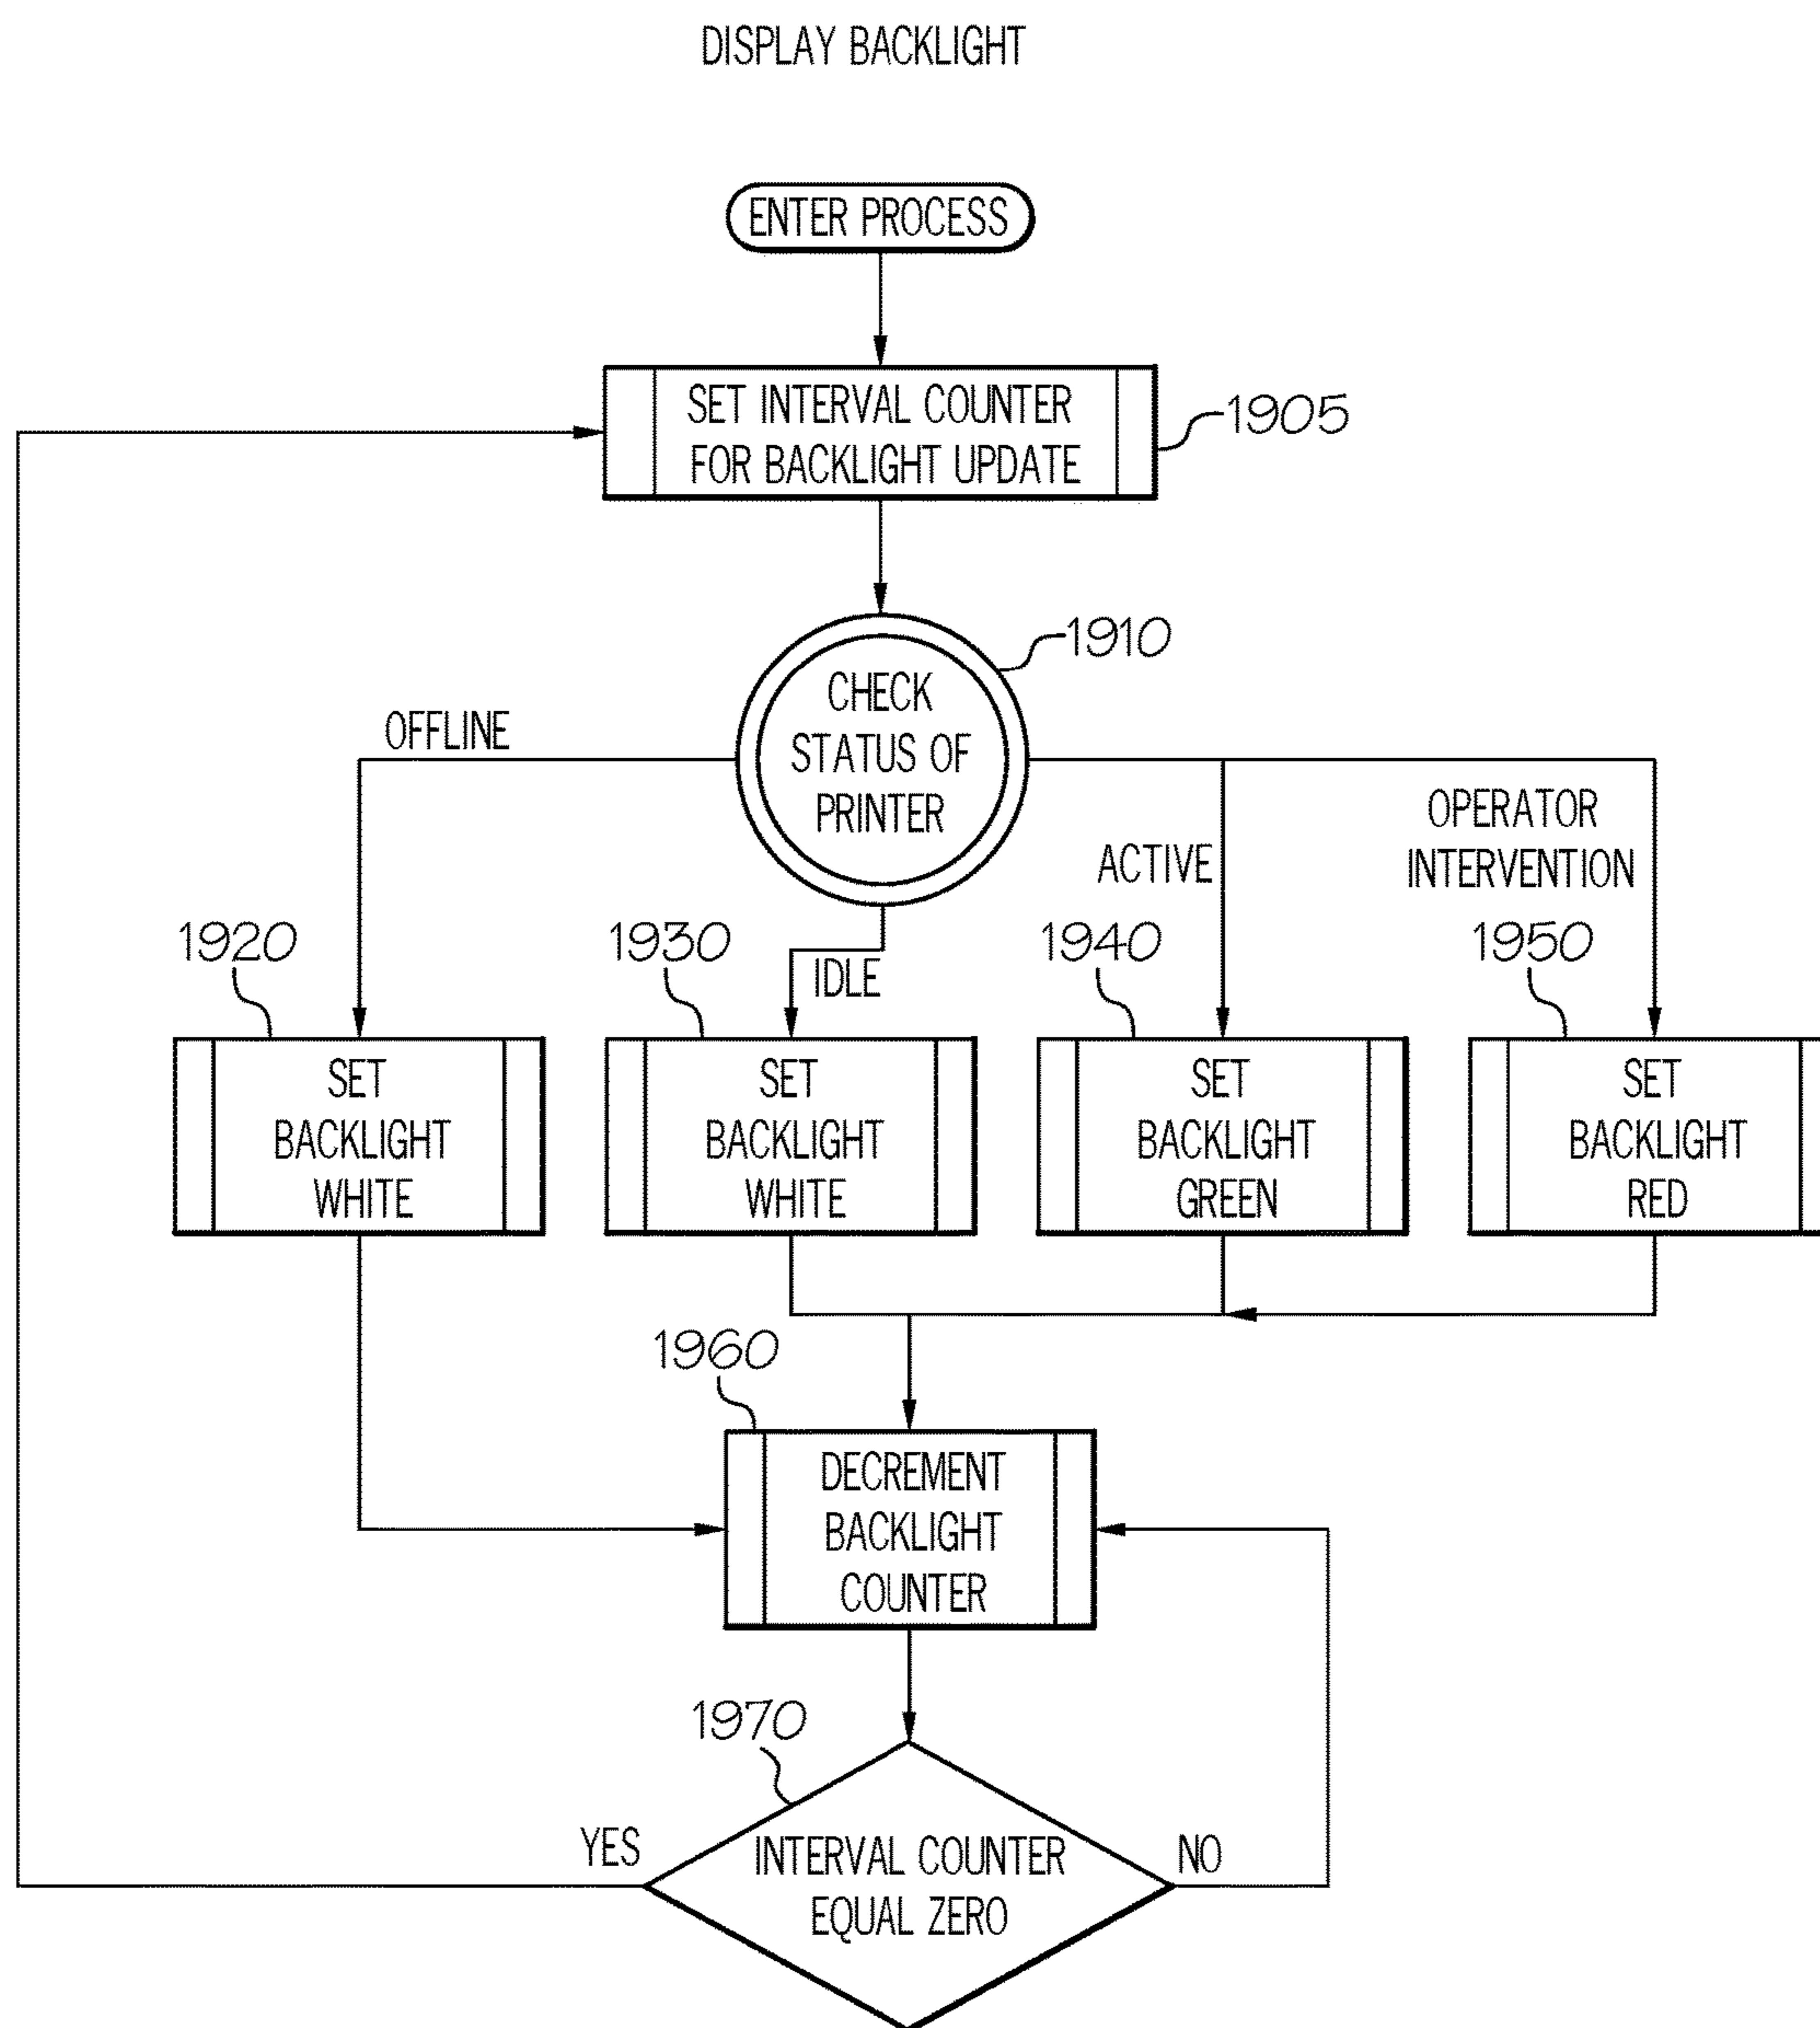 DISPLAY BACKLIGHT
ENTER PROCESS
SET INTERVAL COUNTER
FOR BACKLIGHT UPDATE
1905
1910
CHECK
STATUS OF
PRINTER
OFFLINE
OPERATOR
INTERVENTION
ACTIVE
IDLE
1920
1930
1940
1950
SET
BACKLIGHT
WHITE
SET
BACKLIGHT
WHITE
SET
BACKLIGHT
GREEN
SET
BACKLIGHT
RED
1960
DECREMENT
BACKLIGHT
COUNTER
1970
YES
INTERVAL COUNTER
EQUAL ZERO
NO